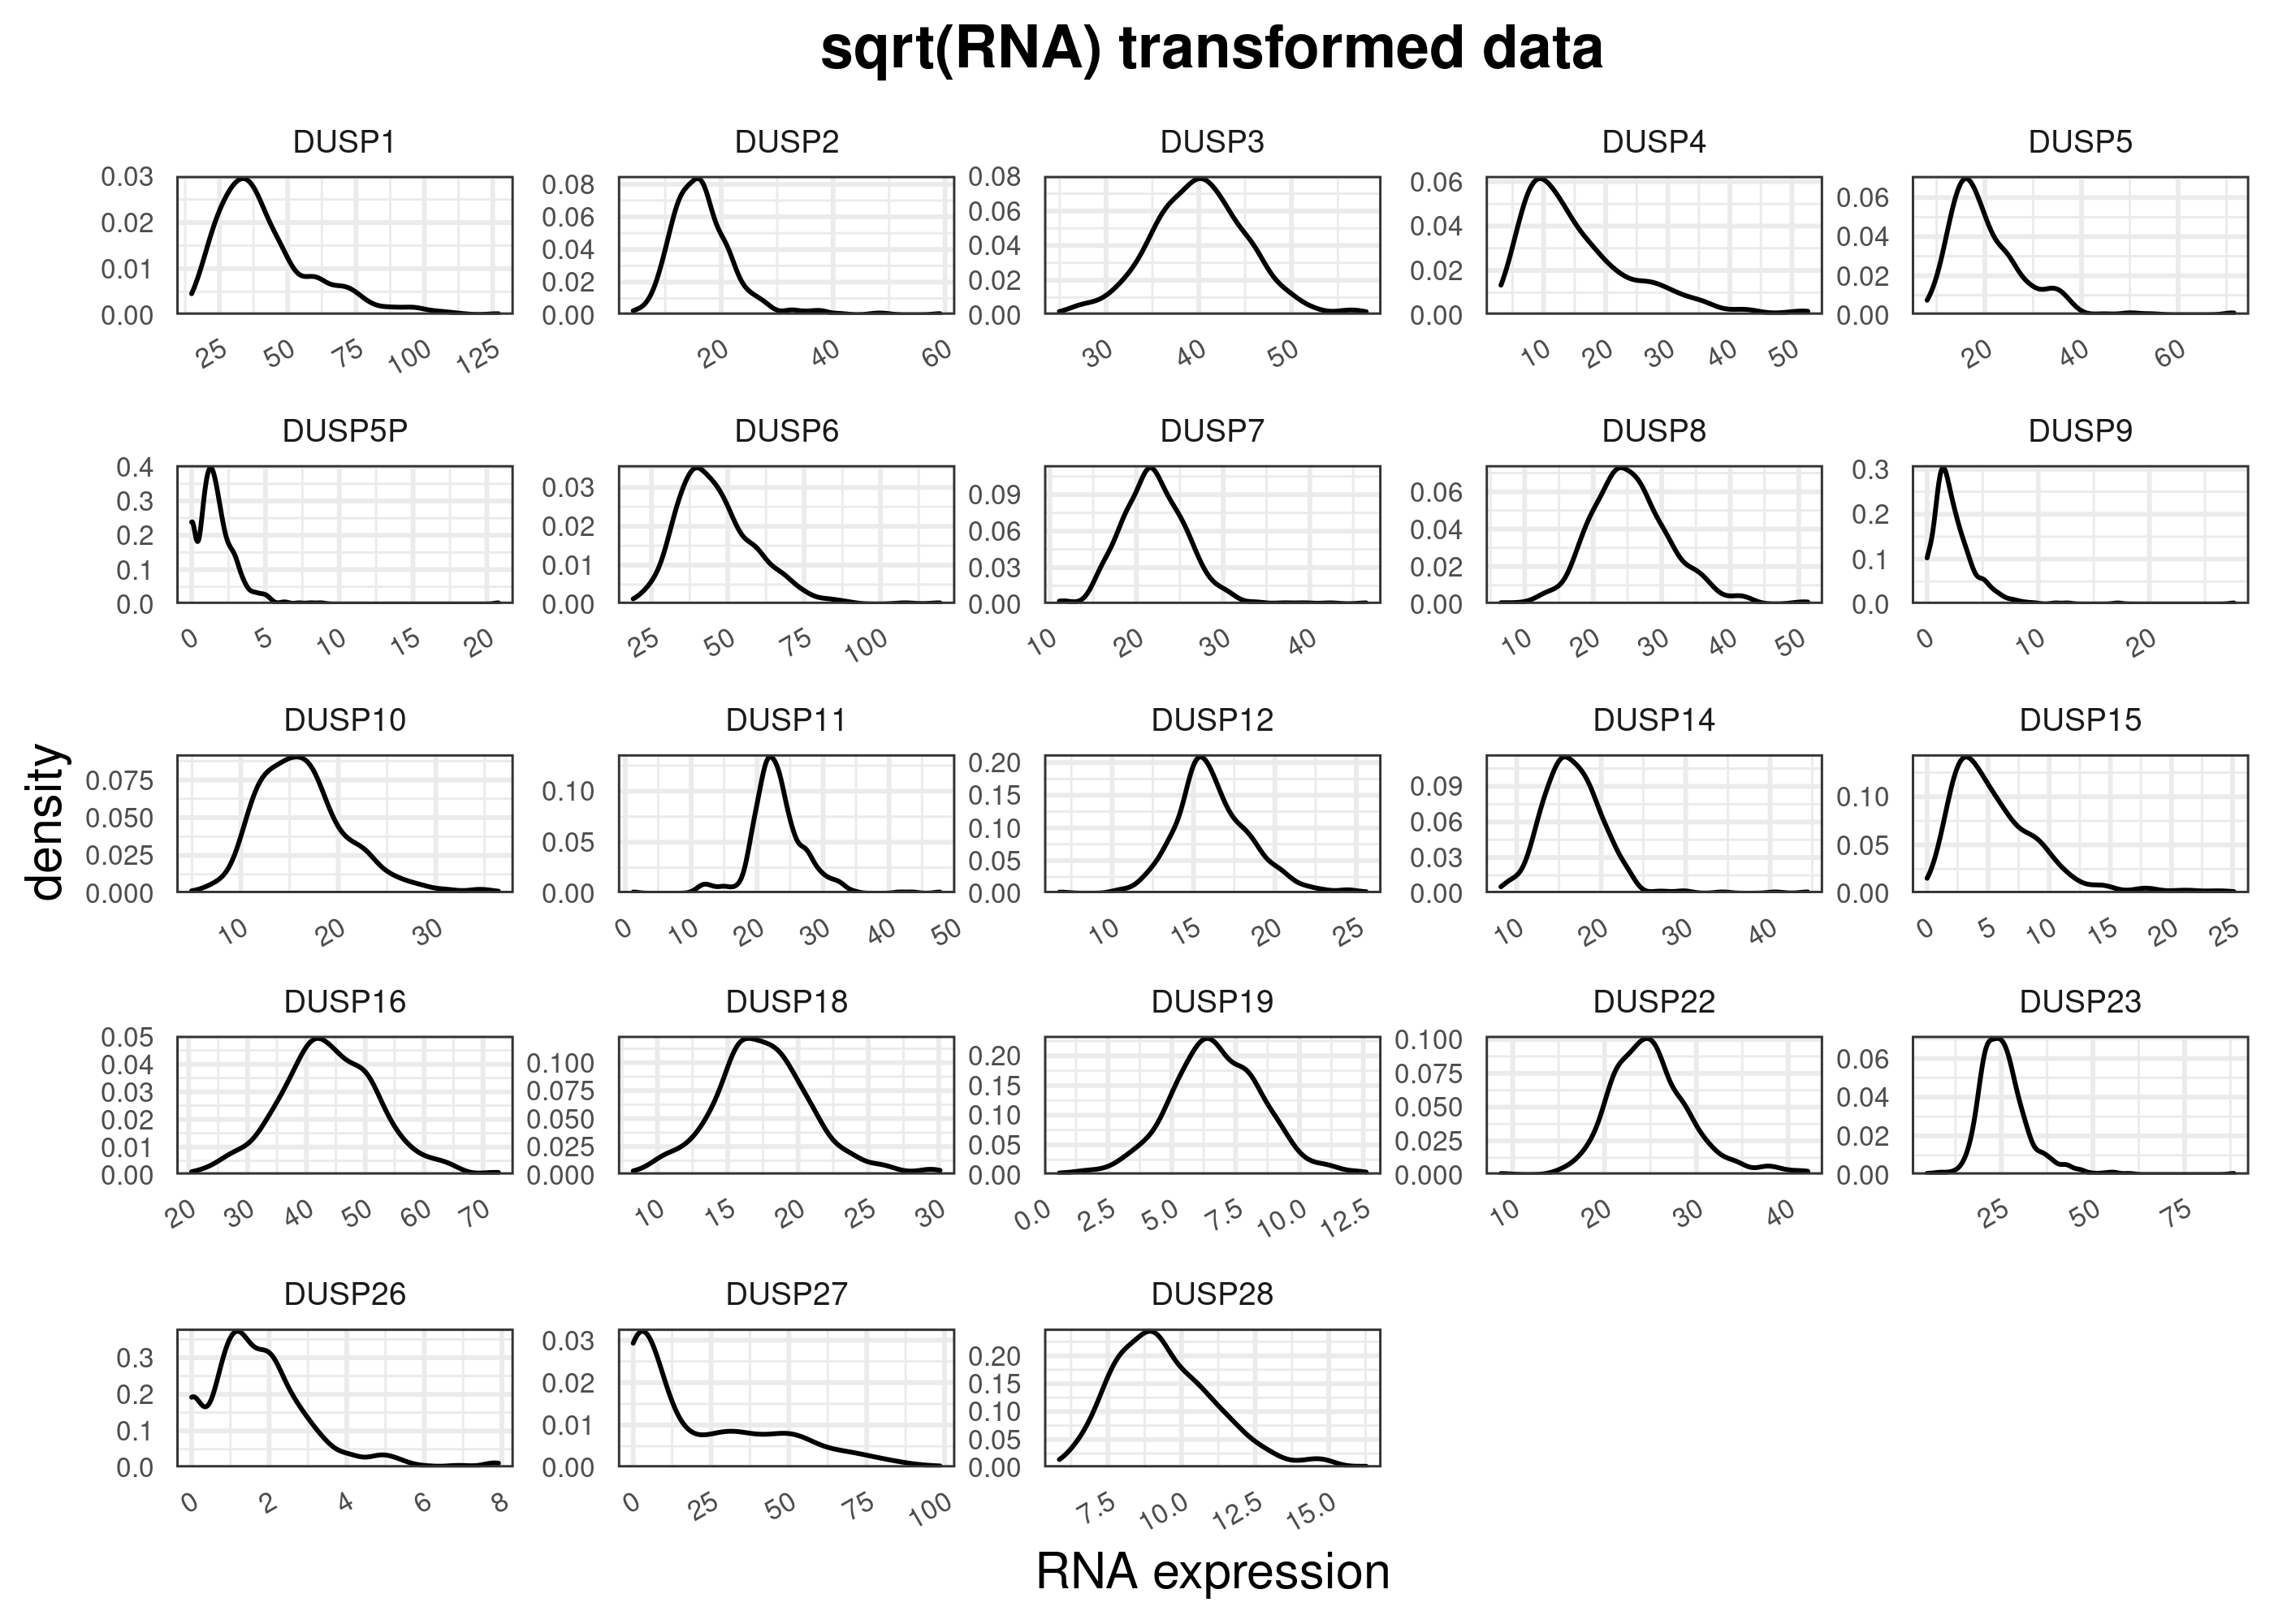 sqrt(RNA) transformed data
DUSP1 DUSP2 DUSP3 DUSP4 DUSP5
0.03 0.02 0.01 0.00
25 50 75 100 125
0.08 0.06 0.04 0.02 0.00
20 40 60
0.08 0.06 0.04 0.02 0.00
30 40 50
0.06 0.04 0.02 0.00
10 20 30 40 50
0.06 0.04 0.02 0.00
20 40 60
DUSP5P DUSP6 DUSP7 DUSP8 DUSP9
0.4 0.3 0.2 0.1 0.0
0 5 10 15 20
0.03 0.02 0.01 0.00
25 50 75 100
0.09 0.06 0.03 0.00
10 20 30 40
0.06 0.04 0.02 0.00
10 20 30 40 50
0.3 0.2 0.1 0.0
0 10 20
DUSP10 DUSP11 DUSP12 DUSP14 DUSP15
0.075 0.050 0.025 0.000
10 20 30
0.10 0.05 0.00
0 10 20 30 40 50
0.20 0.15 0.10 0.05 0.00
10 15 20 25
0.09 0.06 0.03 0.00
10 20 30 40
0.10 0.05 0.00
0 5 10 15 20 25
density
DUSP16 DUSP18 DUSP19 DUSP22 DUSP23
0.05 0.04 0.03 0.02 0.01 0.00
20 30 40 50 60 70
0.100 0.075 0.050 0.025 0.000
10 15 20 25 30
0.20 0.15 0.10 0.05 0.00
0.0 2.5 5.0 7.5 10.0 12.5
0.100 0.075 0.050 0.025 0.000
10 20 30 40
0.06 0.04 0.02 0.00
25 50 75
DUSP26 DUSP27 DUSP28
0.3 0.2 0.1 0.0
0 2 4 6 8
0.03 0.02 0.01 0.00
0 25 50 75 100
0.20 0.15 0.10 0.05 0.00
7.5 10.0 12.5 15.0
RNA expression